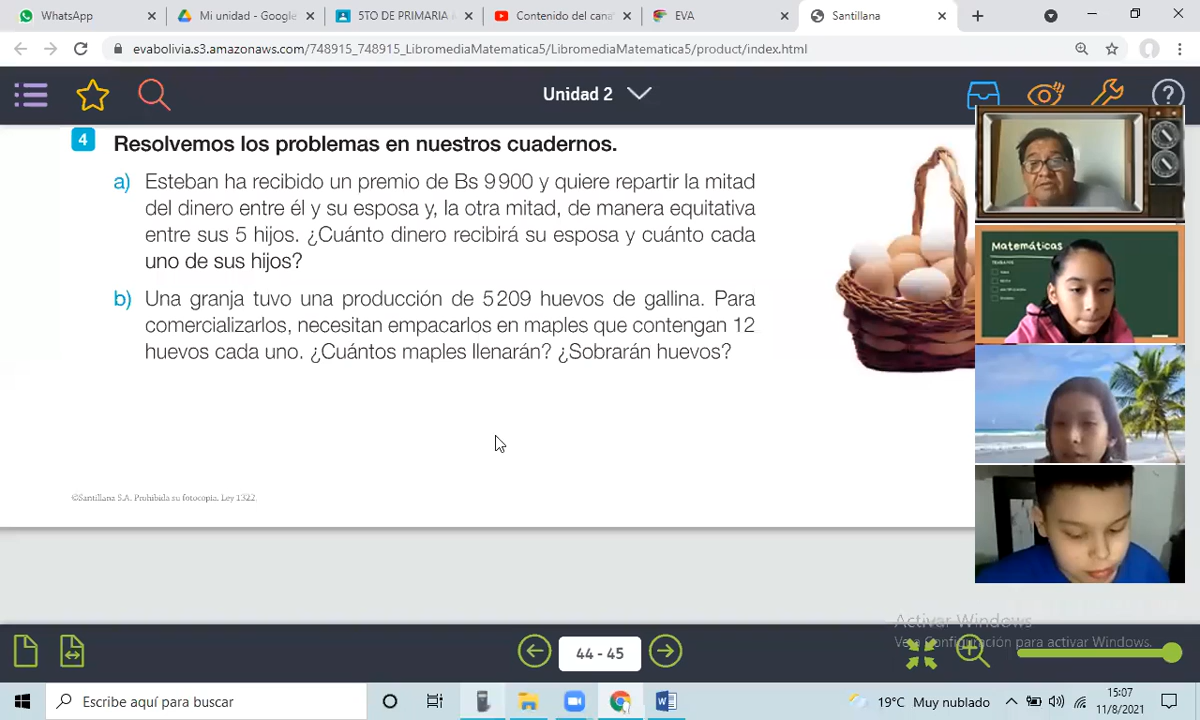 WhatsApp
Mi unidad - Google
5TO DE PRIMARIA A
Contenido del cana
EVA
Santillana
evabolivia.s3.amazonaws.com/748915_748915_LibromediaMatematica5/LibromediaMatematica5/product/index.html
Unidad 2
4 Resolvemos los problemas en nuestros cuadernos.
a) Esteban ha recibido un premio de Bs 9 900 y quiere repartir la mitad
del dinero entre él y su esposa y, la otra mitad, de manera equitativa
entre sus 5 hijos. ¿Cuánto dinero recibirá su esposa y cuánto cada
uno de sus hijos?
b) Una granja tuvo una producción de 5 209 huevos de gallina. Para
comercializarlos, necesitan empacarlos en maples que contengan 12
huevos cada uno. ¿Cuántos maples llenarán? ¿Sobrarán huevos?
©Santillana S.A. Prohibida su fotocopia. Ley 1322.
Matemáticas
Activar Windows
Ve a Configuración para activar Windows.
44 - 45
Escribe aquí para buscar
19°C Muy nublado
15:07
11/8/2021